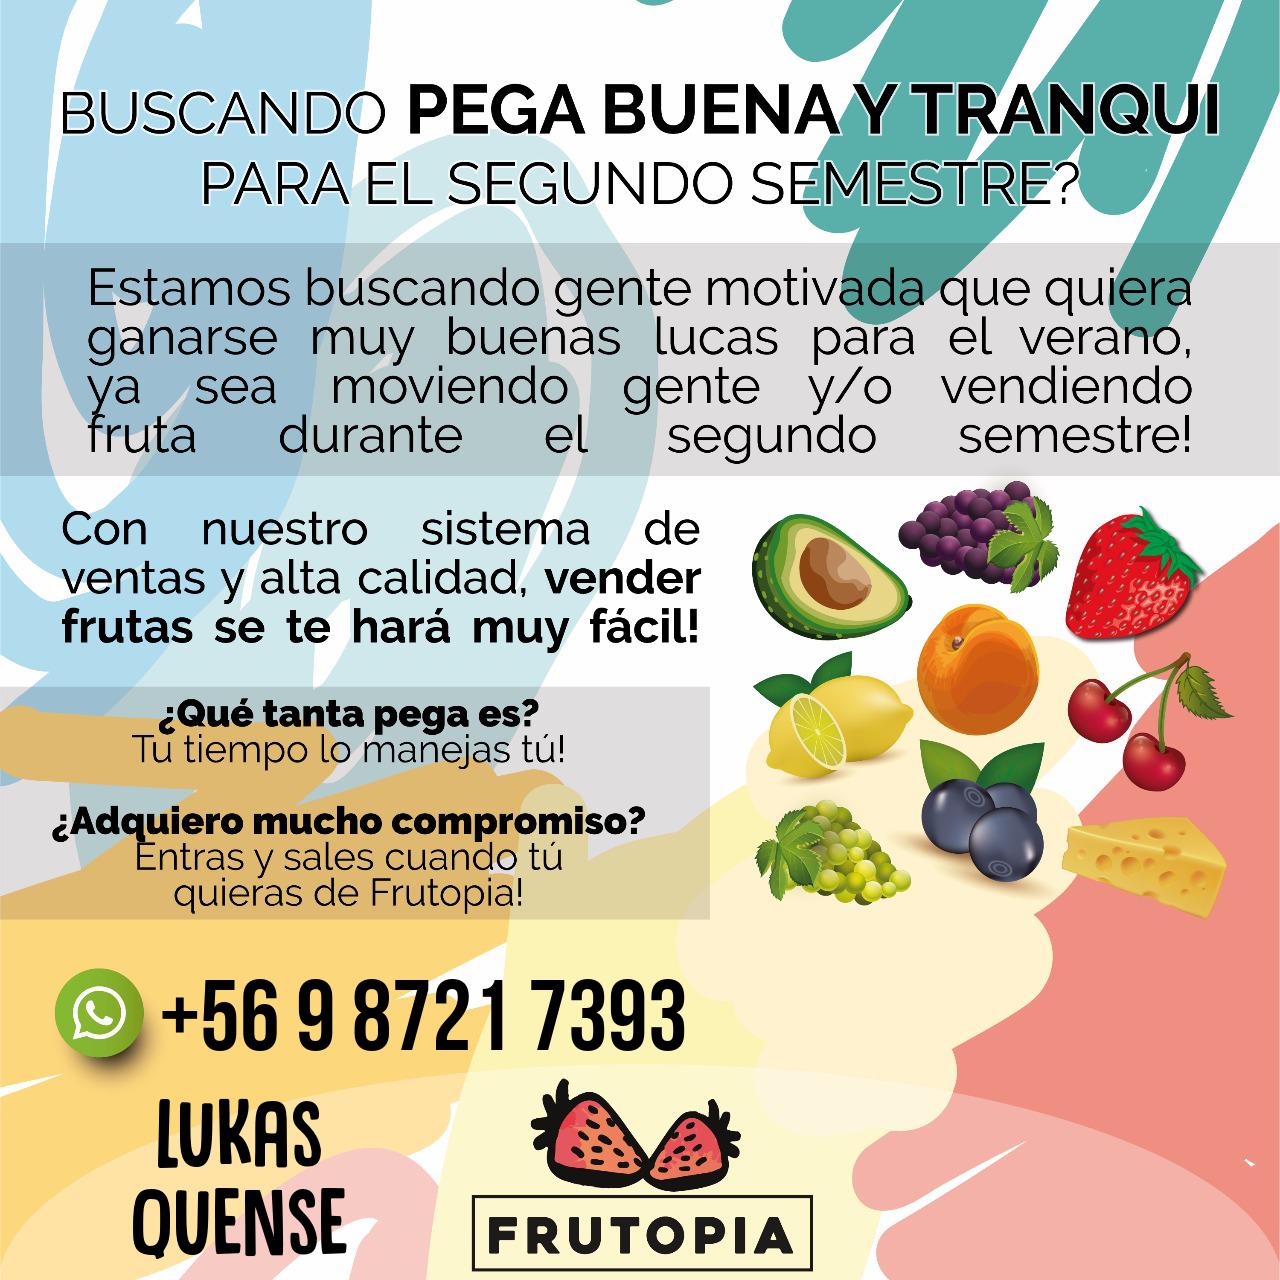 BUSCANDO PEGA BUENA Y TRANQUI
PARA EL SEGUNDO SEMESTRE?
Estamos buscando gente motivada que quiera
ganarse muy buenas lucas para el verano,
ya sea moviendo gente y/o vendiendo
fruta durante el segundo semestre!
Con nuestro sistema de
ventas y alta calidad, vender
frutas se te hará muy fácil!
¿Qué tanta pega es?
Tu tiempo lo manejas tú!
¿Adquiero mucho compromiso?
Entras y sales cuando tú
quieras de Frutopia!
+56 9 8721 7393
LUKAS
QUENSE
FRUTOPIA